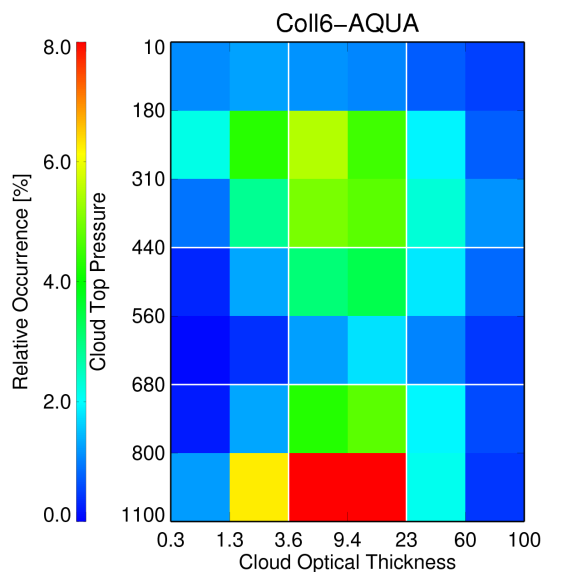 Coll6−AQUA
8.0
6.0
4.0
2.0
0.0
Relative Occurrence [%]
Cloud Top Pressure
10
180
310
440
560
680
800
1100
0.3 1.3 3.6 9.4 23 60 100
Cloud Optical Thickness